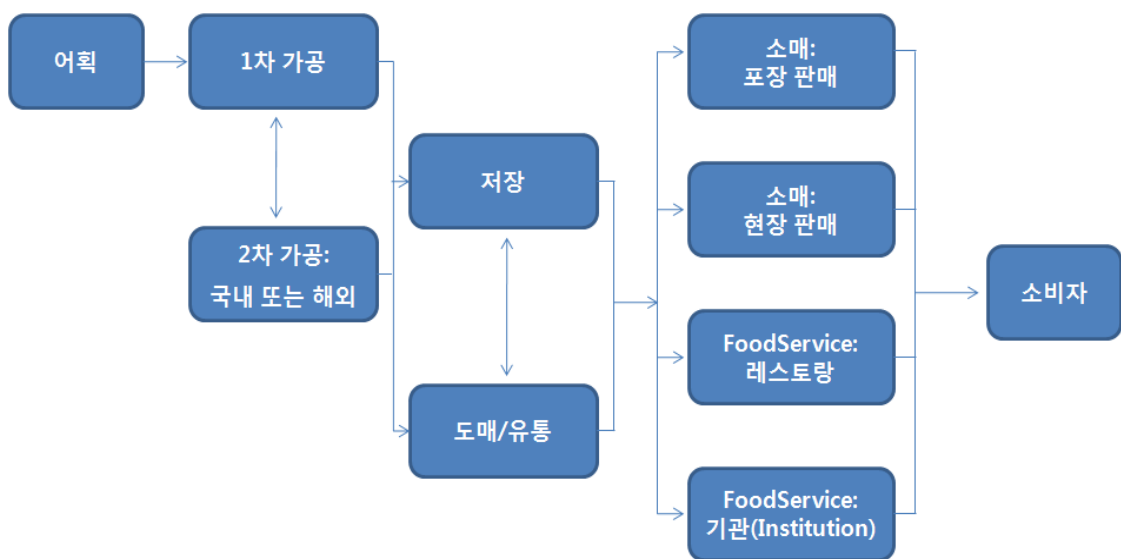 어획
1차 가공
2차 가공:
국내 또는 해외
저장
도매/유통
소매:
포장 판매
소매:
현장 판매
FoodService:
레스토랑
FoodService:
기관(Institution)
소비자